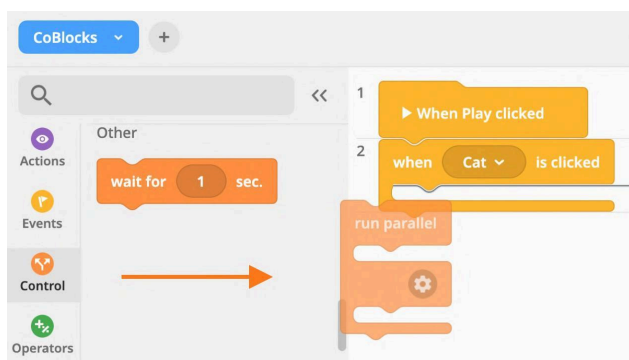 CoBlocks
+
Other
Actions
wait for 1 sec.
Events
Control
Operators
1
When Play clicked
2
when Cat is clicked
run parallel